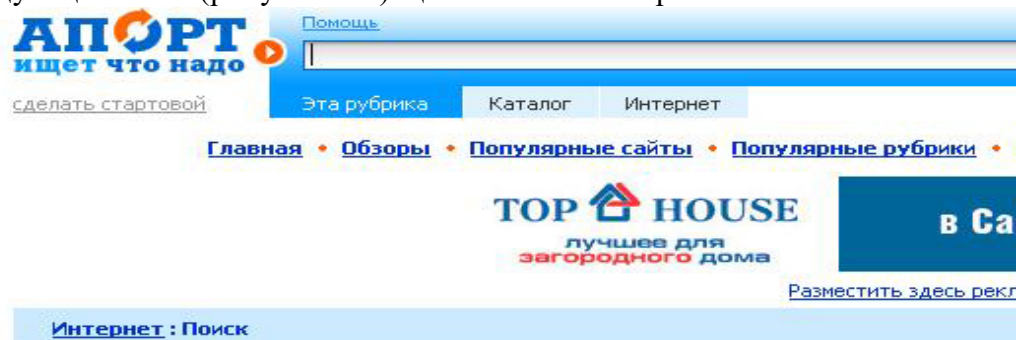 Помощь
АПОРТ
ищет что надо
сделать стартовой
Эта рубрика Каталог Интернет
Главная • Обзоры • Популярные сайты • Популярные рубрики •
TOP HOUSE
лучшее для
загородного дома
в Са
Разместить здесь рекл
Интернет : Поиск